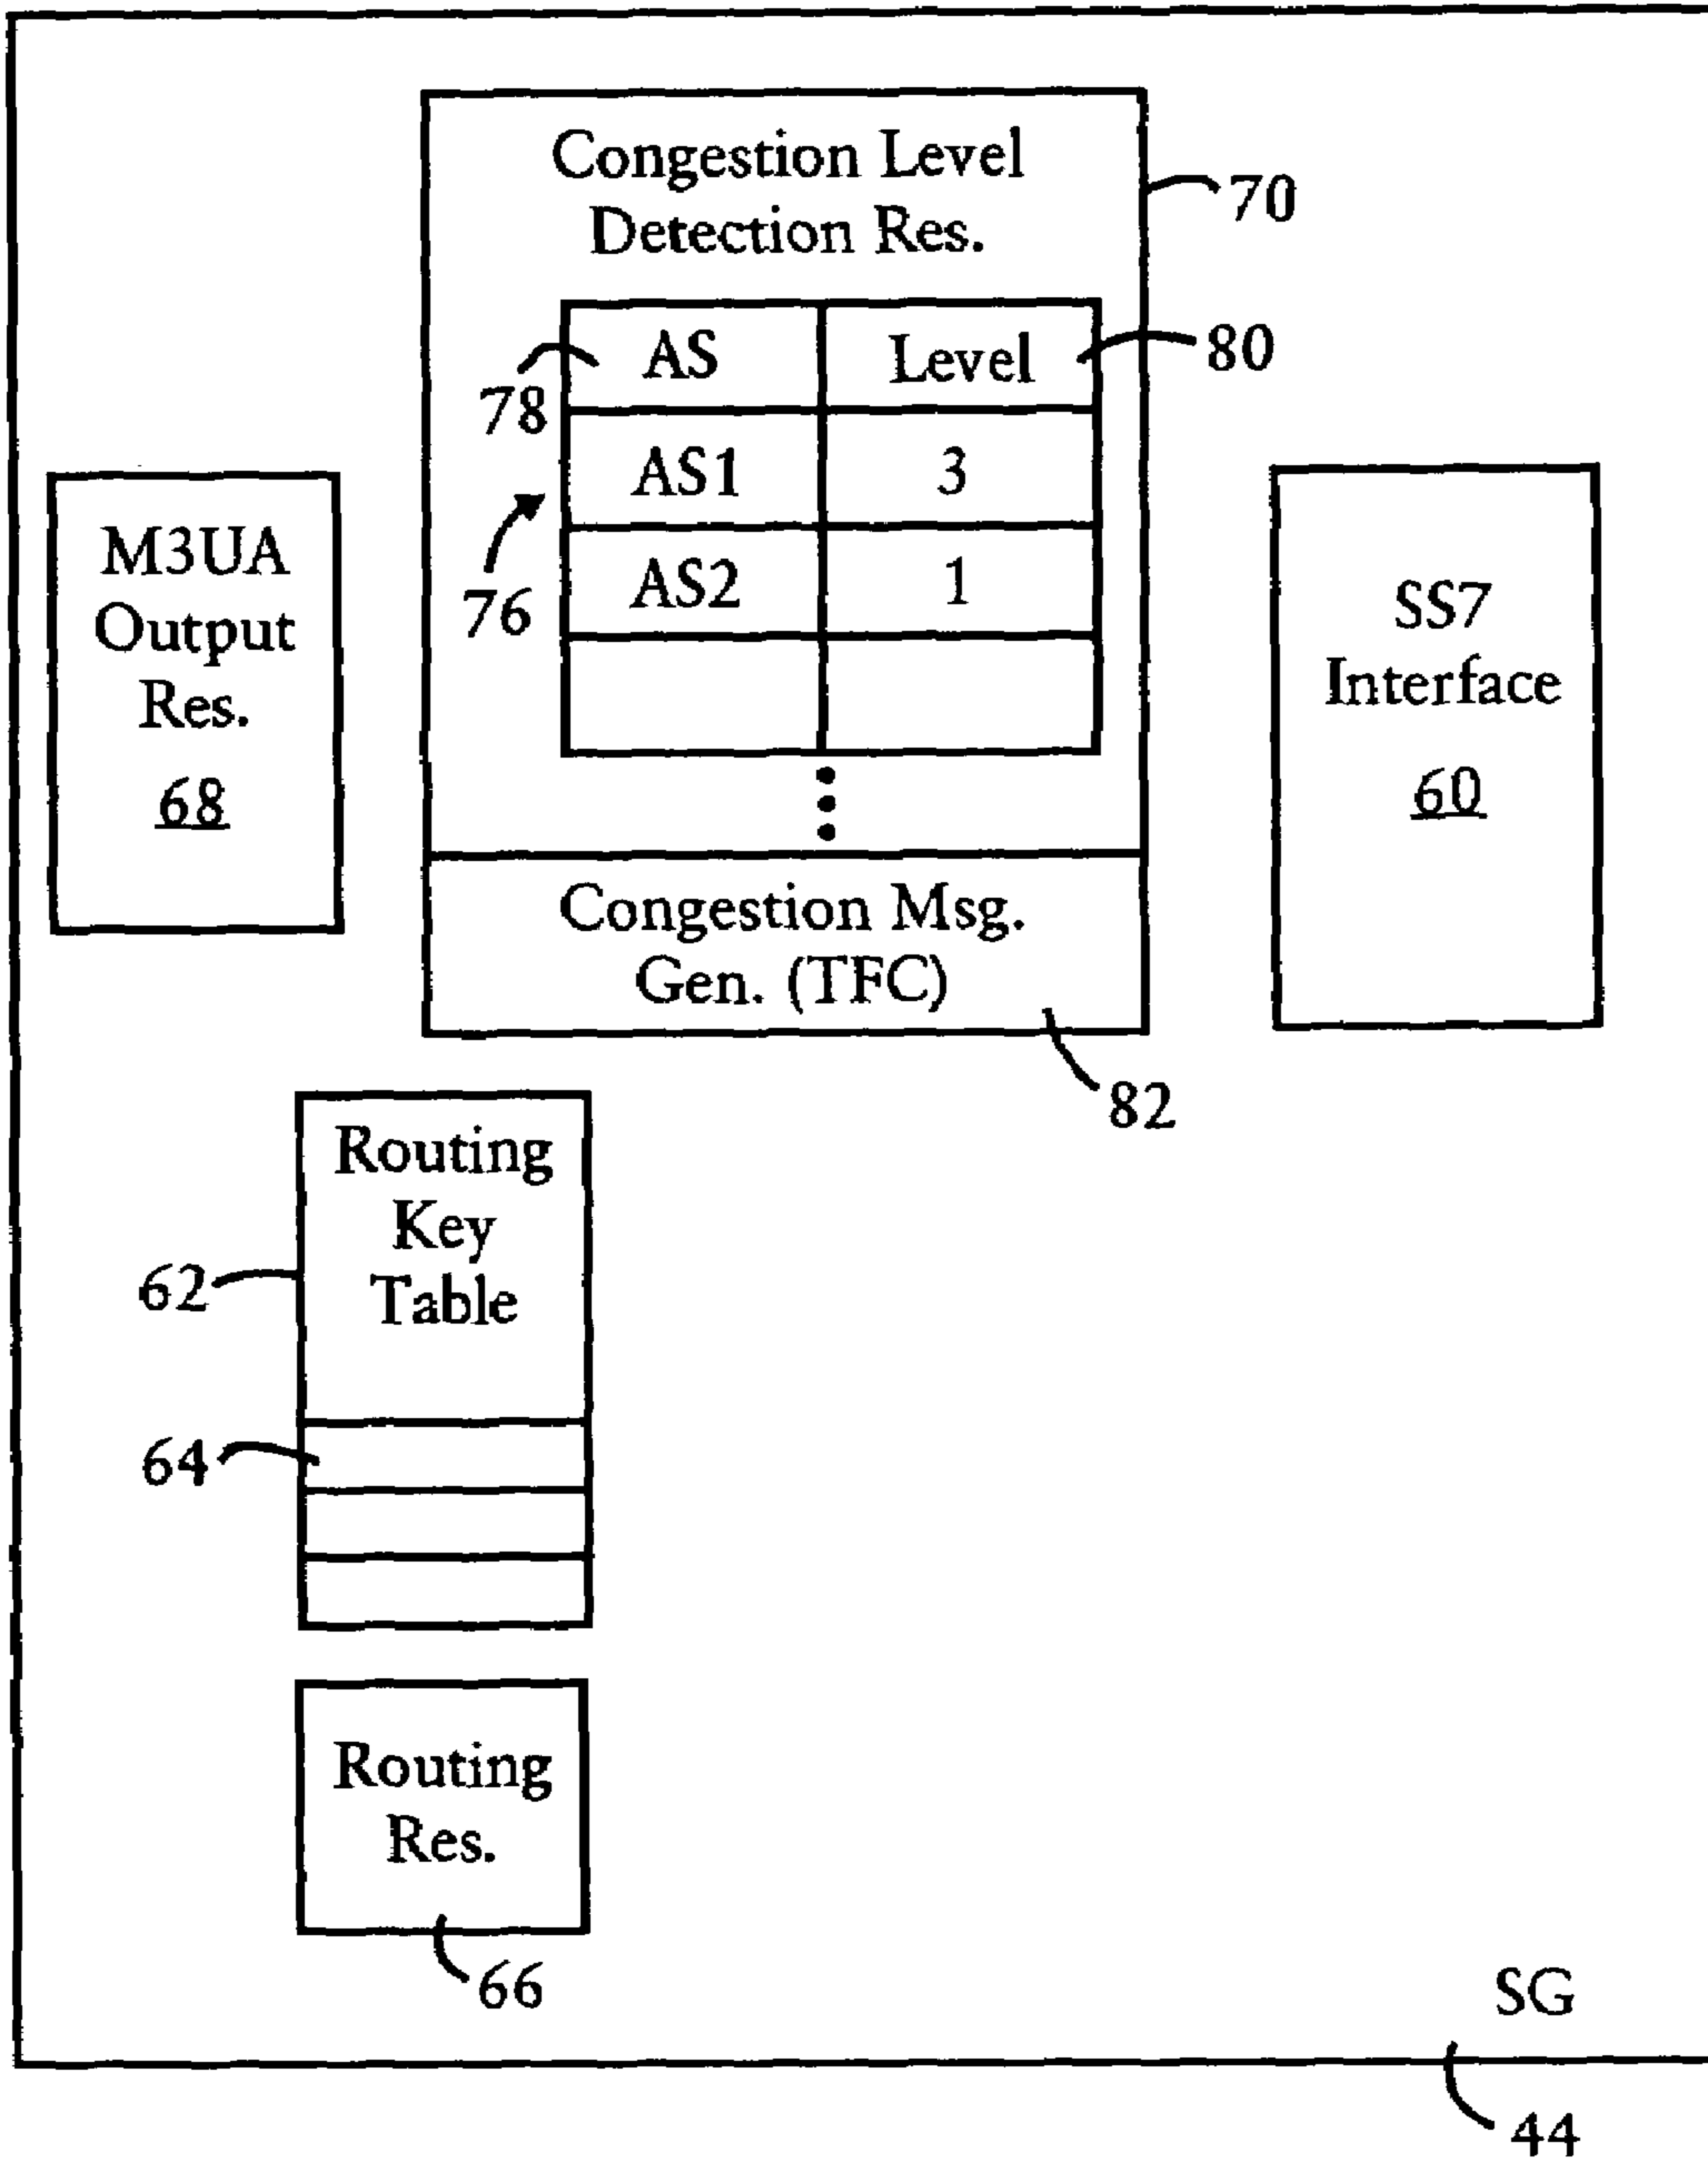 Congestion Level
Detection Res.
70
AS
Level
80
78
AS1
3
76
AS2
1
M3UA
Output
Res.
68
SS7
Interface
60
Congestion Msg.
Gen. (TFC)
82
Routing
Key
Table
62
64
Routing
Res.
66
SG
44